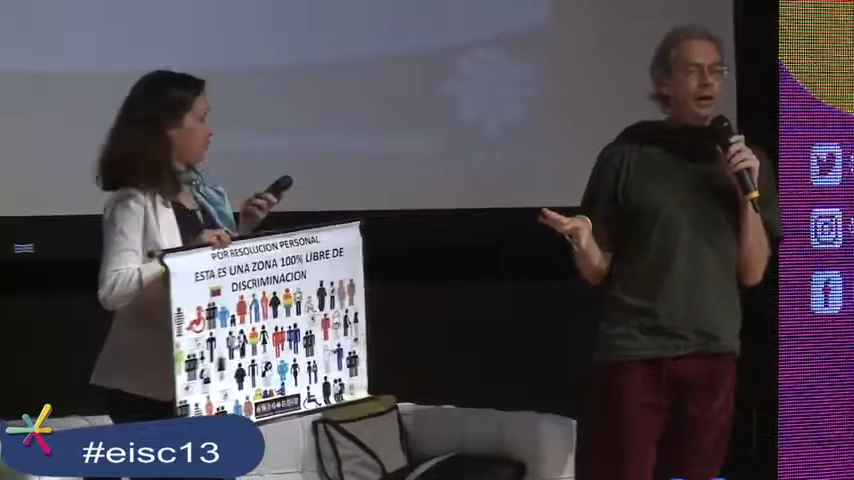 POR RESOLUCION PERSONAL
ESTA ES UNA ZONA 100% LIBRE DE
DISCRIMINACION
#eisc13